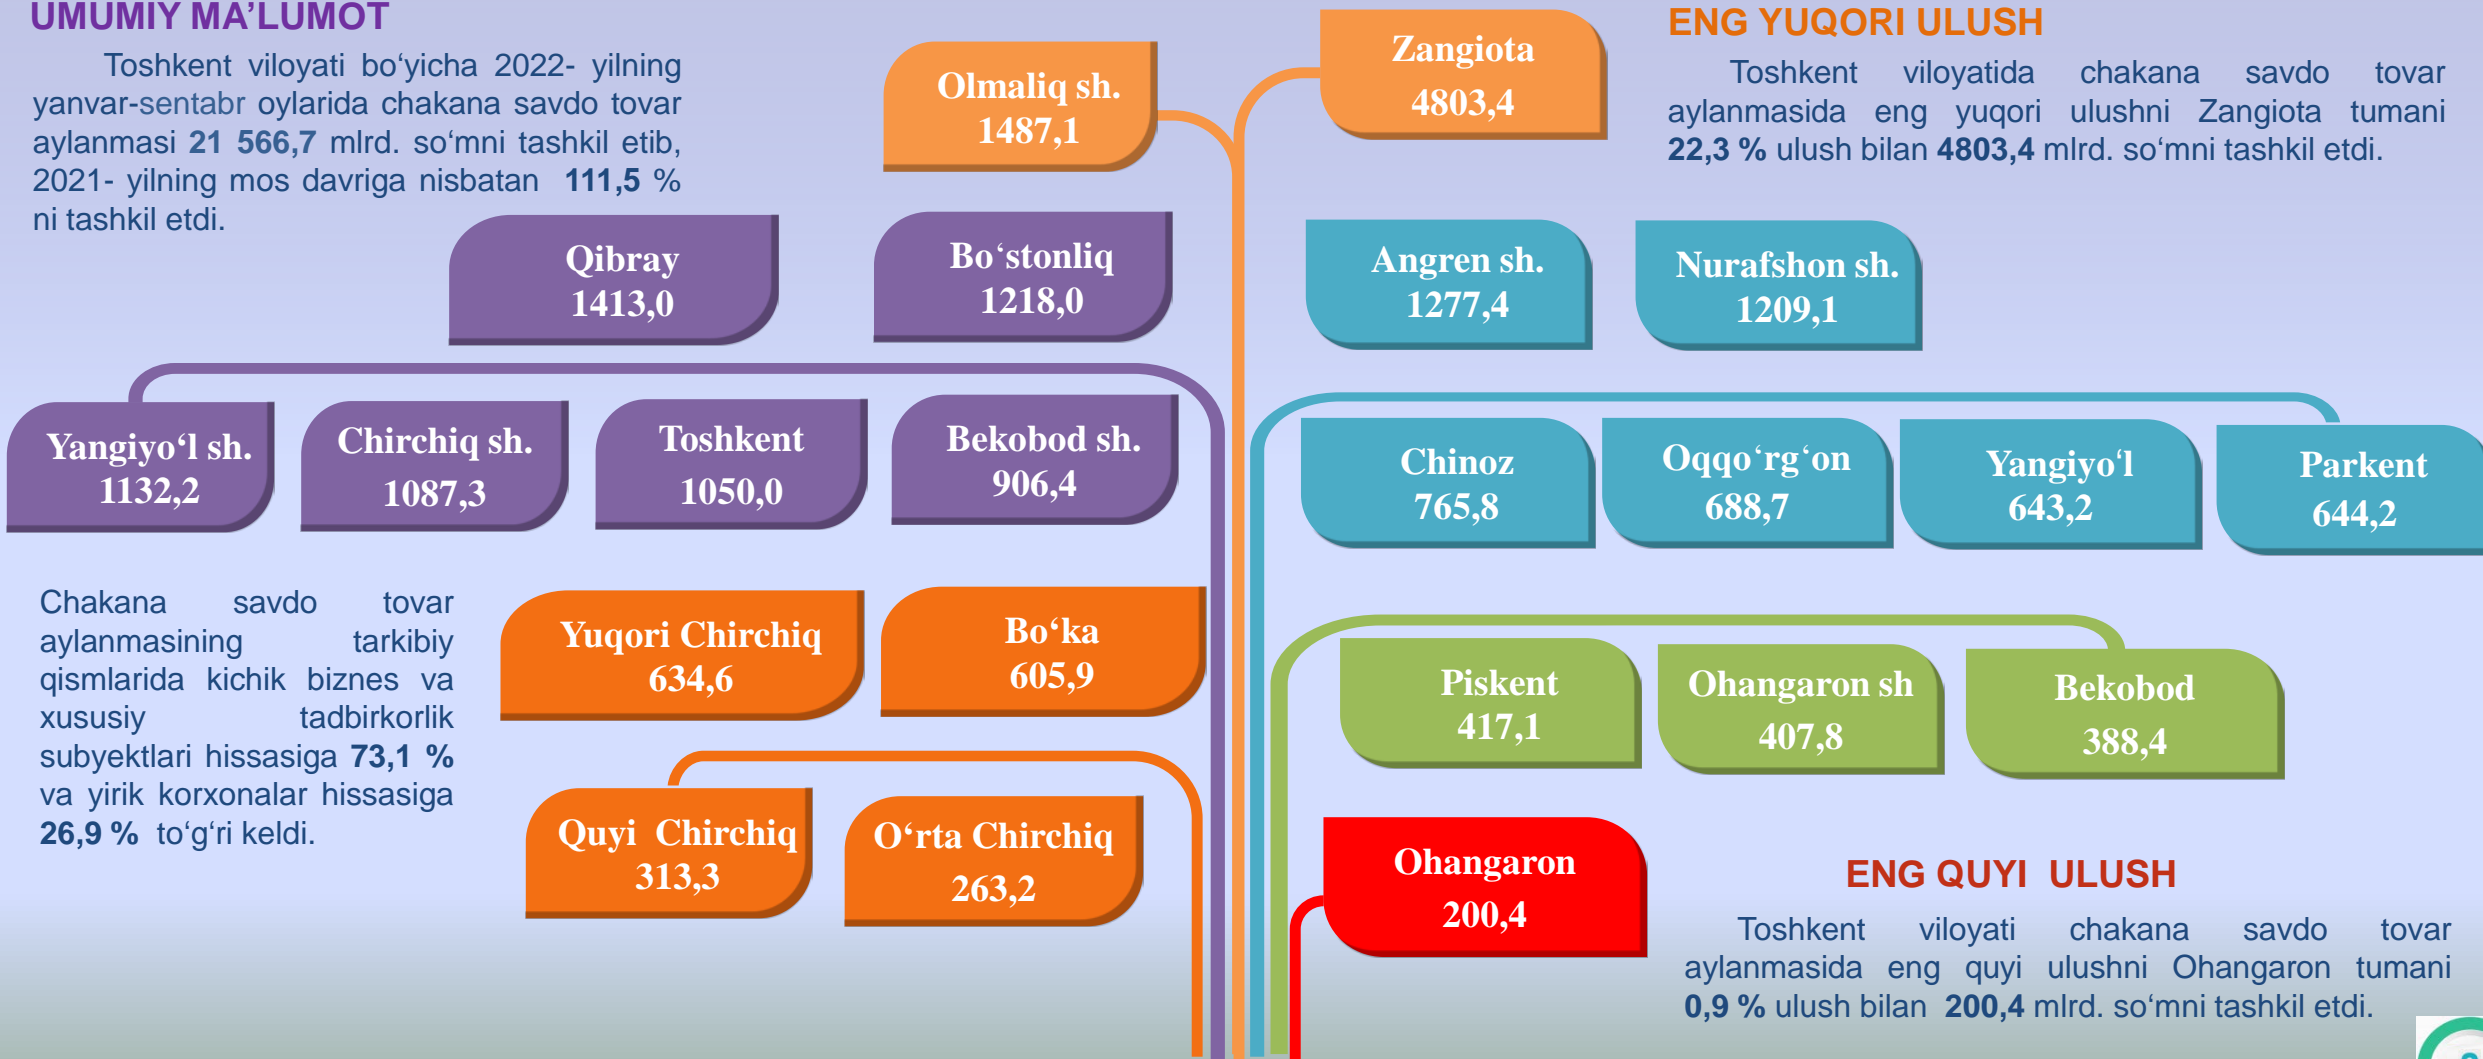 UMUMIY MA’LUMOT
Toshkent viloyati bo‘yicha 2022- yilning
yanvar-sentabr oylarida chakana savdo tovar
aylanmasi 21 566,7 mlrd. so‘mni tashkil etib,
2021- yilning mos davriga nisbatan 111,5 %
ni tashkil etdi.
Olmaliq sh.
1487,1
Zangiota
4803,4
ENG YUQORI ULUSH
Toshkent viloyatida chakana savdo tovar
aylanmasida eng yuqori ulushni Zangiota tumani
22,3 % ulush bilan 4803,4 mlrd. so‘mni tashkil etdi.
Qibray
1413,0
Bo‘stonliq
1218,0
Angren sh.
1277,4
Nurafshon sh.
1209,1
Yangiyo‘l sh.
1132,2
Chirchiq sh.
1087,3
Toshkent
1050,0
Bekobod sh.
906,4
Chinoz
765,8
Oqqo‘rg‘on
688,7
Yangiyo‘l
643,2
Parkent
644,2
Chakana savdo tovar
aylanmasining tarkibiy
qismlarida kichik biznes va
xususiy tadbirkorlik
subyektlari hissasiga 73,1 %
va yirik korxonalar hissasiga
26,9 % to‘g‘ri keldi.
Yuqori Chirchiq
634,6
Bo‘ka
605,9
Piskent
417,1
Ohangaron sh
407,8
Bekobod
388,4
Quyi Chirchiq
313,3
O‘rta Chirchiq
263,2
Ohangaron
200,4
ENG QUYI ULUSH
Toshkent viloyati chakana savdo tovar
aylanmasida eng quyi ulushni Ohangaron tumani
0,9 % ulush bilan 200,4 mlrd. so‘mni tashkil etdi.